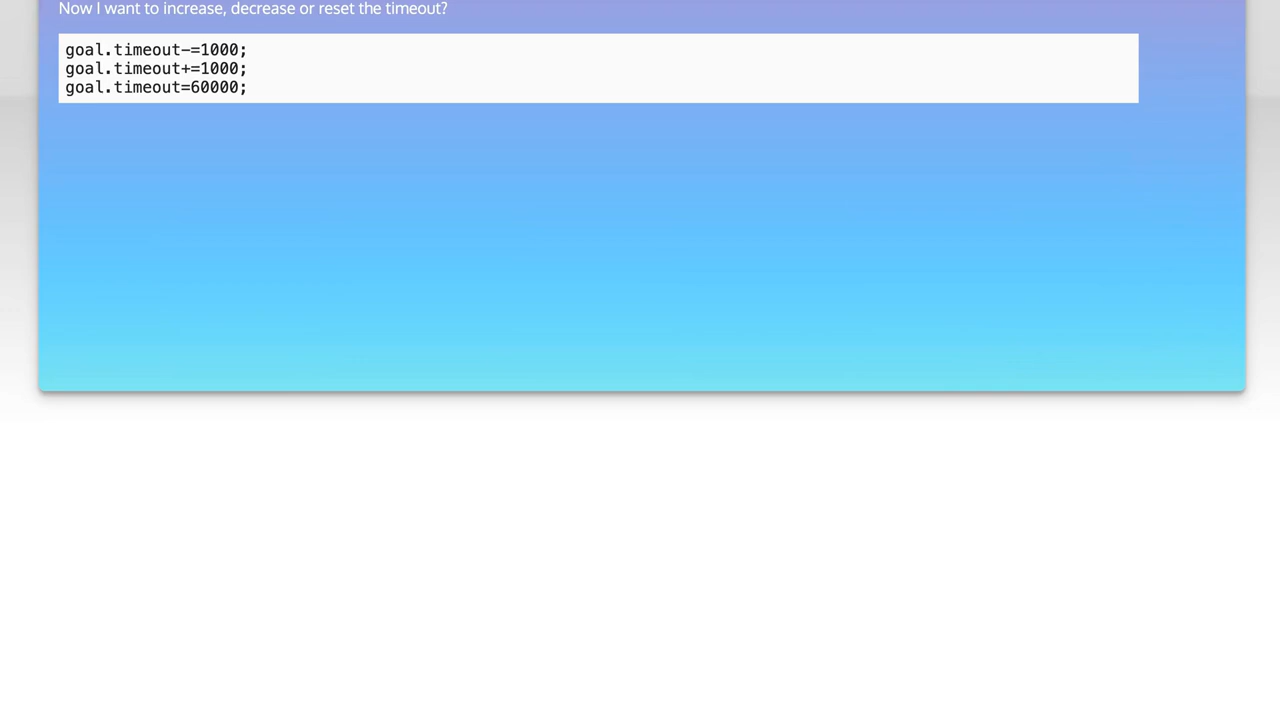 Now I want to increase, decrease or reset the timeout?
goal.timeout-=1000;
goal.timeout+=1000;
goal.timeout=60000;